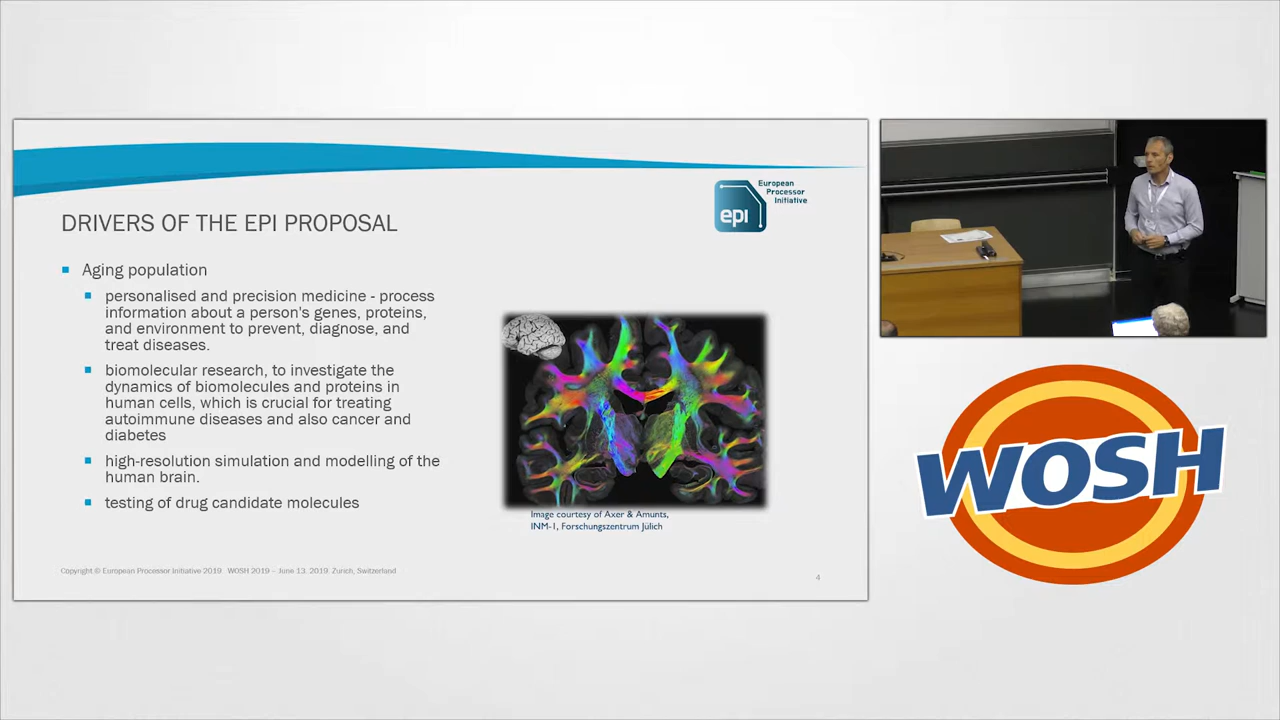 European
Processor
Initiative
epi
DRIVERS OF THE EPI PROPOSAL
Aging population
personalised and precision medicine - process
information about a person's genes, proteins,
and environment to prevent, diagnose, and
treat diseases.
biomolecular research, to investigate the
dynamics of biomolecules and proteins in
human cells, which is crucial for treating
autoimmune diseases and also cancer and
diabetes
high-resolution simulation and modelling of the
human brain.
testing of drug candidate molecules
Image courtesy of Axer & Amunts,
INM-1, Forschungszentrum Jülich
Copyright © European Processor Initiative 2019. WOSH 2019 – June 13, 2019, Zurich, Switzerland
4
WOSH